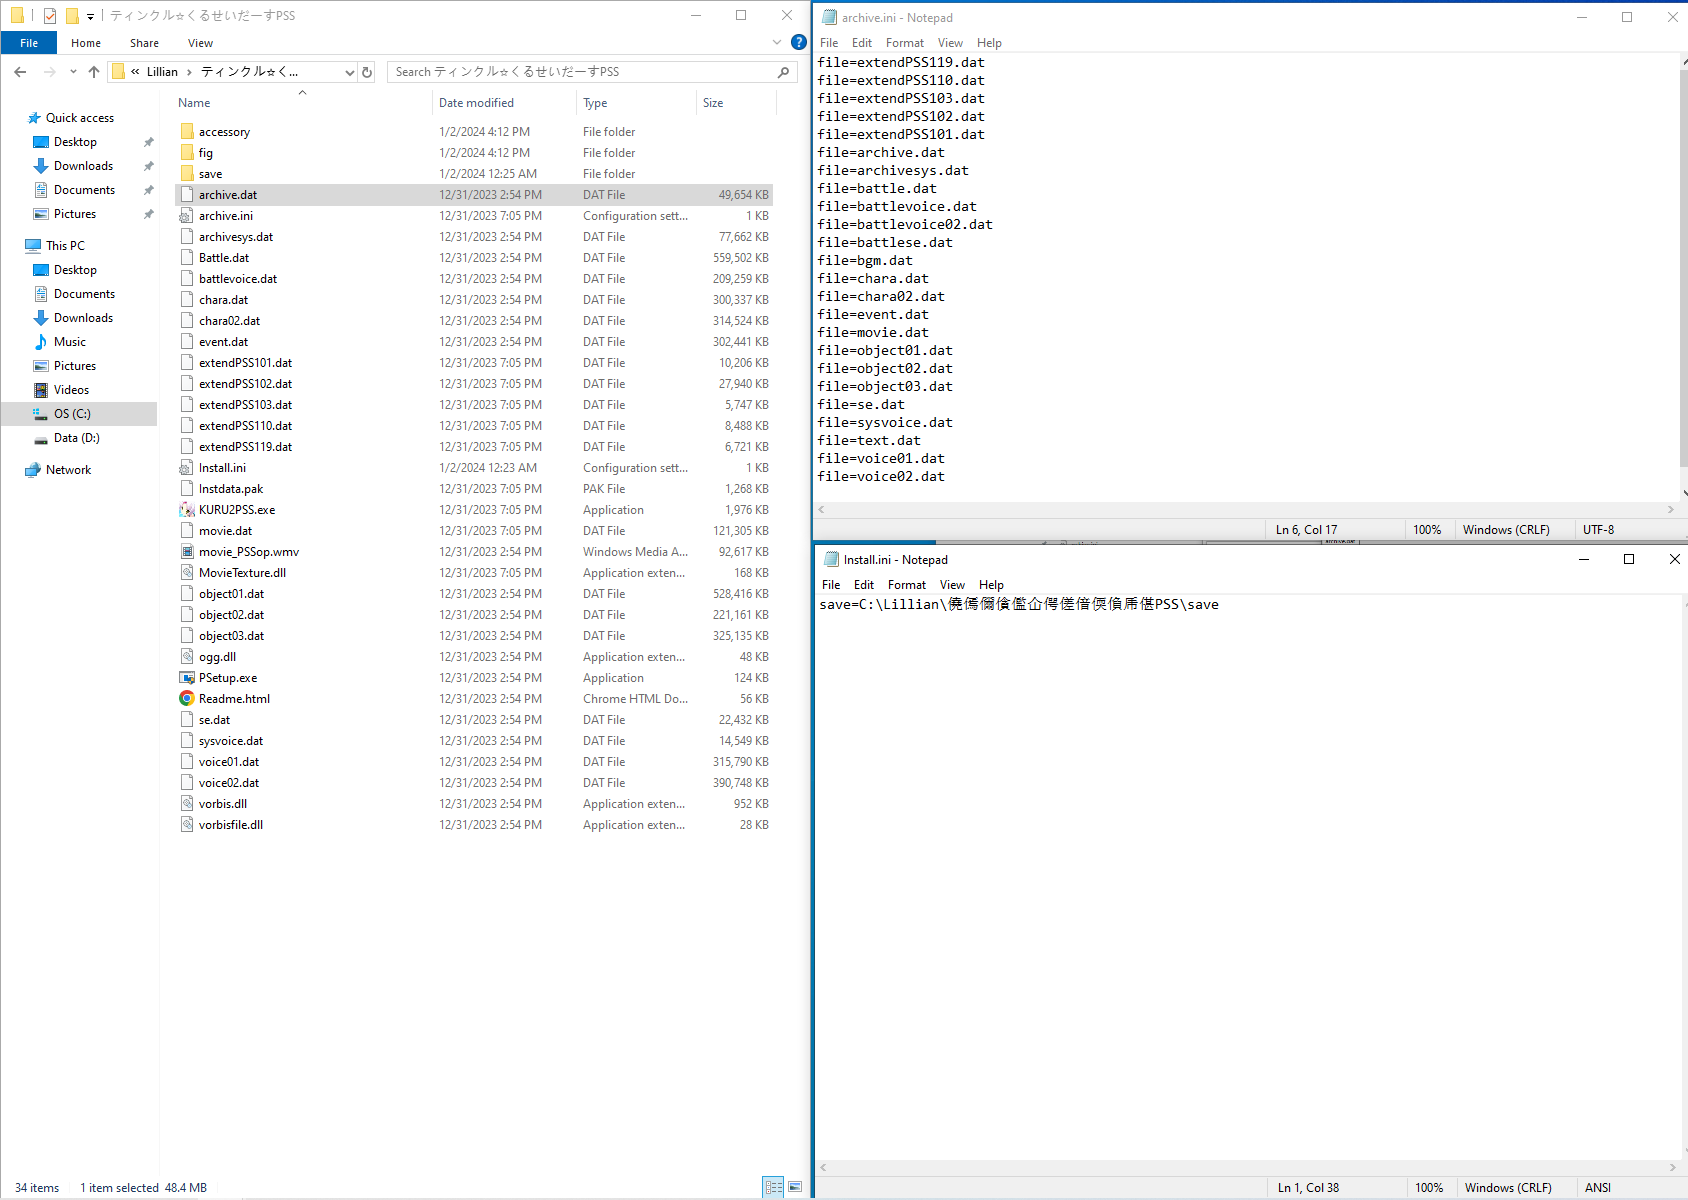 ティンクル☆くるせいだーすPSS
File Home Share View
« Lillian › ティンクル☆く...
Search ティンクル☆くるせいだーすPSS
Quick access
Desktop
Downloads
Documents
Pictures
This PC
Desktop
Documents
Downloads
Music
Pictures
Videos
OS (C:)
Data (D:)
Network
Name Date modified Type Size
accessory 1/2/2024 4:12 PM File folder
fig 1/2/2024 4:12 PM File folder
save 1/2/2024 12:25 AM File folder
archive.dat 12/31/2023 2:54 PM DAT File 49,654 KB
archive.ini 12/31/2023 7:05 PM Configuration sett... 1 KB
archivesys.dat 12/31/2023 2:54 PM DAT File 77,662 KB
Battle.dat 12/31/2023 2:54 PM DAT File 559,502 KB
battlevoice.dat 12/31/2023 2:54 PM DAT File 209,259 KB
chara.dat 12/31/2023 2:54 PM DAT File 300,337 KB
chara02.dat 12/31/2023 2:54 PM DAT File 314,524 KB
event.dat 12/31/2023 2:54 PM DAT File 302,441 KB
extendPSS101.dat 12/31/2023 7:05 PM DAT File 10,206 KB
extendPSS102.dat 12/31/2023 7:05 PM DAT File 27,940 KB
extendPSS103.dat 12/31/2023 7:05 PM DAT File 5,747 KB
extendPSS110.dat 12/31/2023 7:05 PM DAT File 8,488 KB
extendPSS119.dat 12/31/2023 7:05 PM DAT File 6,721 KB
Install.ini 1/2/2024 12:23 AM Configuration sett... 1 KB
Instdata.pak 12/31/2023 7:05 PM PAK File 1,268 KB
KURU2PSS.exe 12/31/2023 7:05 PM Application 1,976 KB
movie.dat 12/31/2023 7:05 PM DAT File 121,305 KB
movie_PSSop.wmv 12/31/2023 2:54 PM Windows Media A... 92,617 KB
MovieTexture.dll 12/31/2023 7:05 PM Application exten... 168 KB
object01.dat 12/31/2023 2:54 PM DAT File 528,416 KB
object02.dat 12/31/2023 2:54 PM DAT File 221,161 KB
object03.dat 12/31/2023 2:54 PM DAT File 325,135 KB
ogg.dll 12/31/2023 2:54 PM Application exten... 48 KB
PSetup.exe 12/31/2023 2:54 PM Application 124 KB
Readme.html 12/31/2023 2:54 PM Chrome HTML Do... 56 KB
se.dat 12/31/2023 2:54 PM DAT File 22,432 KB
sysvoice.dat 12/31/2023 2:54 PM DAT File 14,549 KB
voice01.dat 12/31/2023 2:54 PM DAT File 315,790 KB
voice02.dat 12/31/2023 2:54 PM DAT File 390,748 KB
vorbis.dll 12/31/2023 2:54 PM Application exten... 952 KB
vorbisfile.dll 12/31/2023 2:54 PM Application exten... 28 KB
34 items 1 item selected 48.4 MB
archive.ini - Notepad
File Edit Format View Help
file=extendPSS119.dat
file=extendPSS110.dat
file=extendPSS103.dat
file=extendPSS102.dat
file=extendPSS101.dat
file=archive.dat
file=archivesys.dat
file=battle.dat
file=battlevoice.dat
file=battlevoice02.dat
file=battlese.dat
file=bgm.dat
file=chara.dat
file=chara02.dat
file=event.dat
file=movie.dat
file=object01.dat
file=object02.dat
file=object03.dat
file=se.dat
file=sysvoice.dat
file=text.dat
file=voice01.dat
file=voice02.dat
Ln 6, Col 17 100% Windows (CRLF) UTF-8
Install.ini - Notepad
File Edit Format View Help
save=C:\Lillian\PSS\save
Ln 1, Col 38 100% Windows (CRLF) ANSI